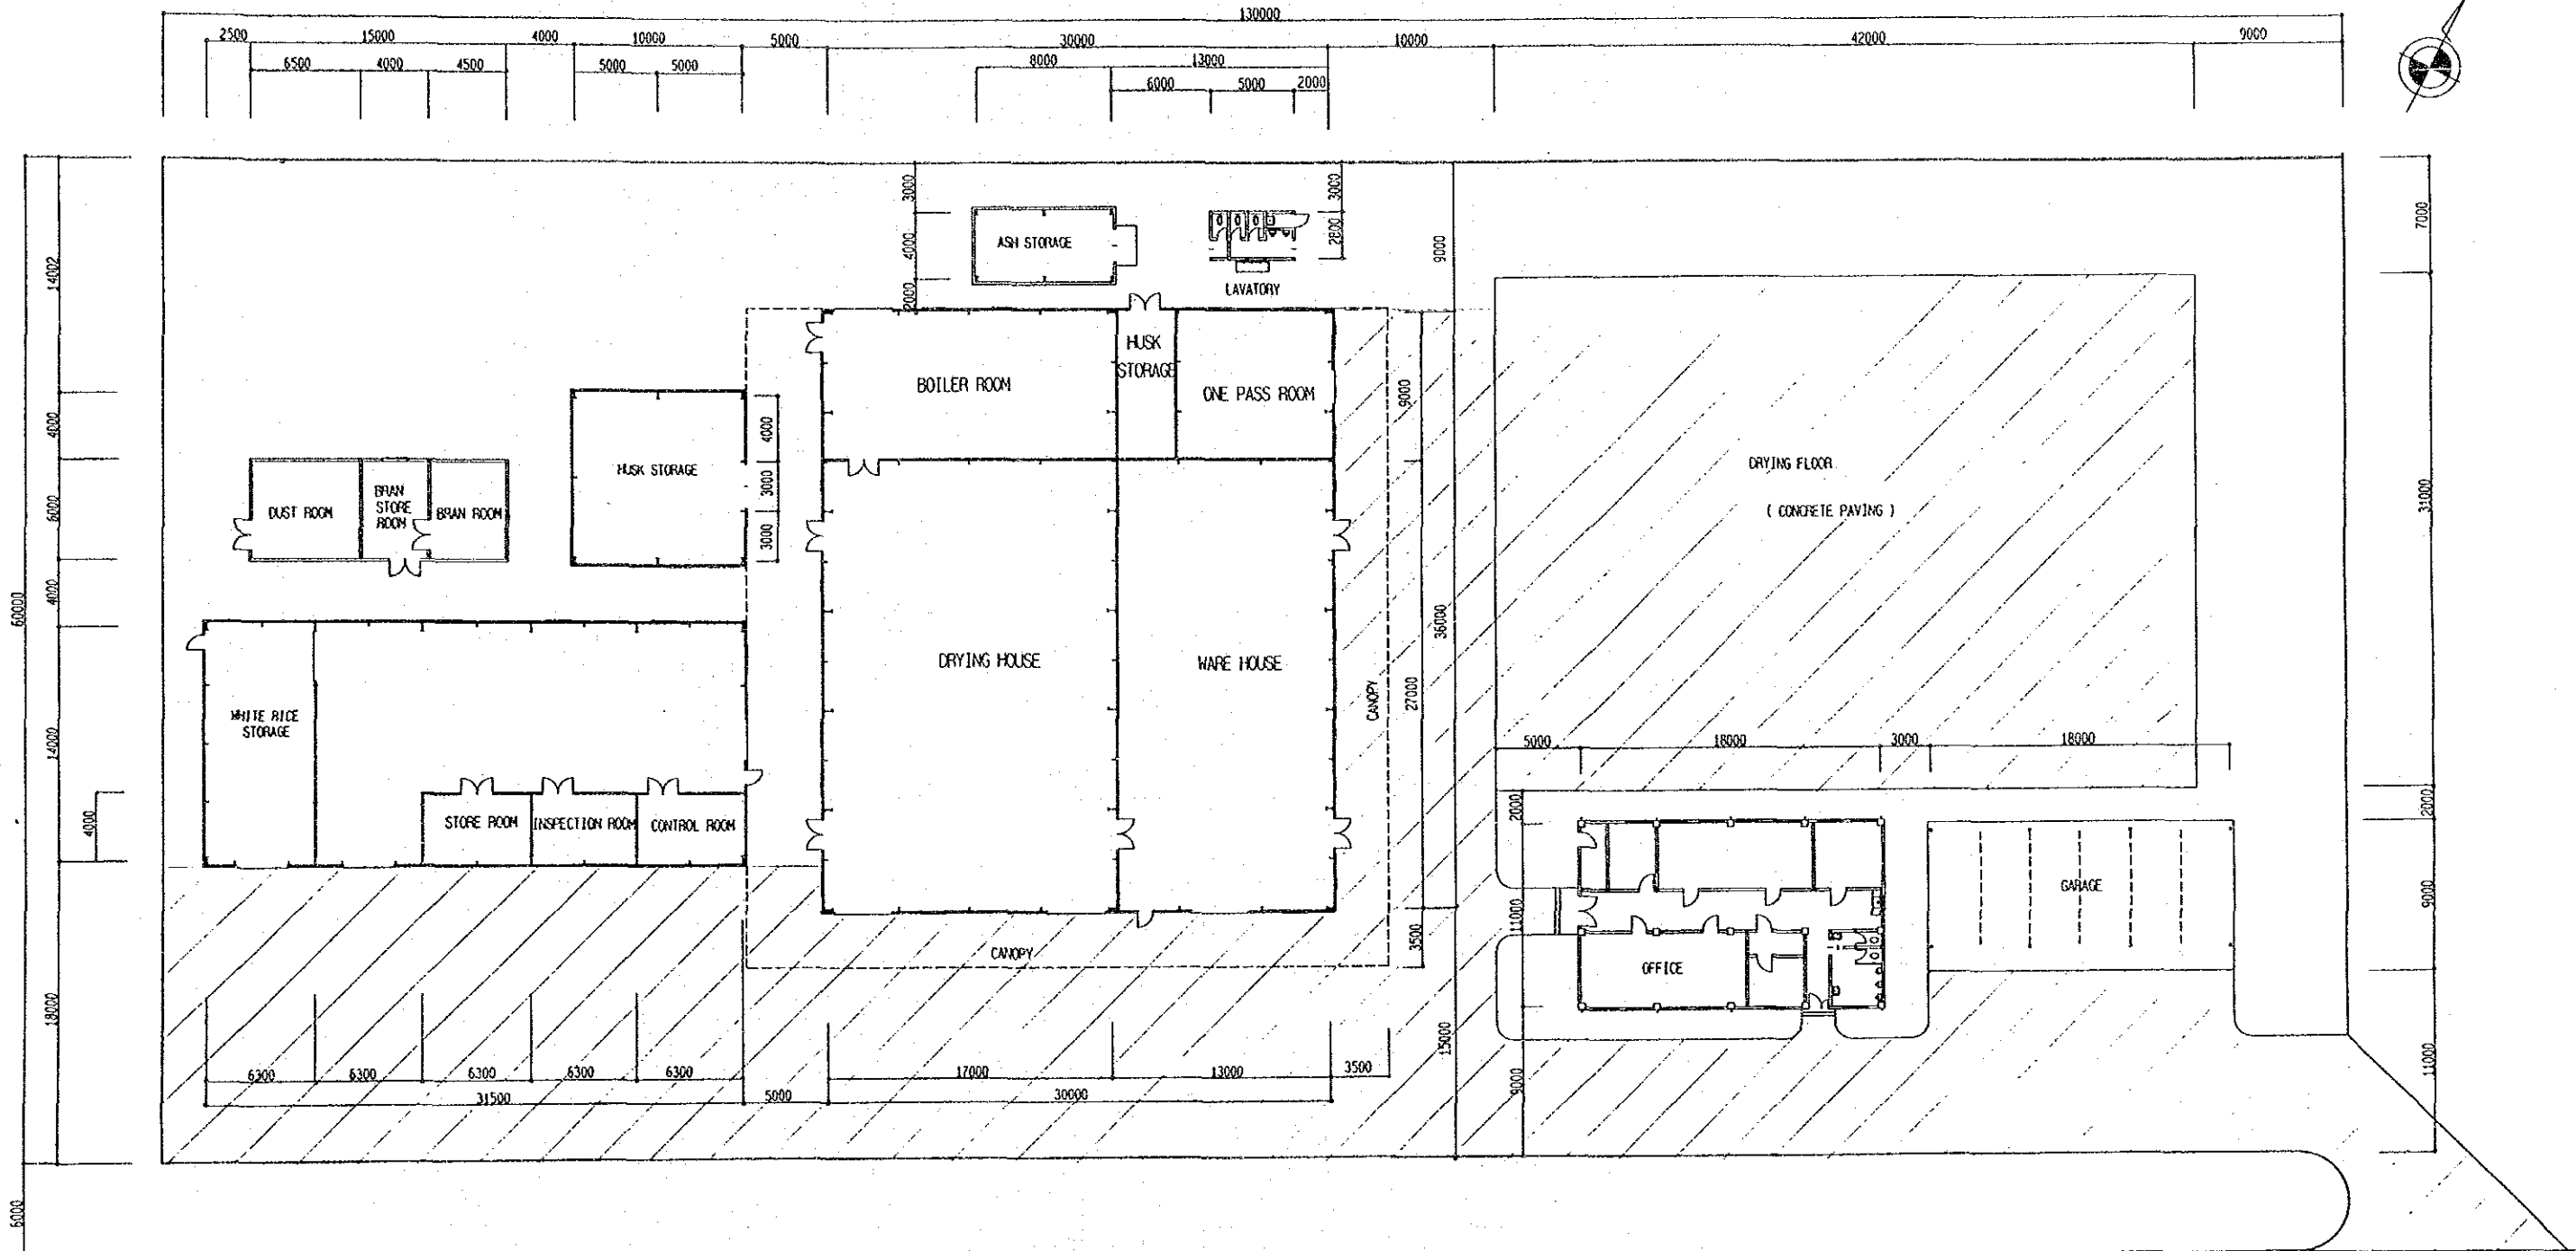 130000
2500
15000
4000
10000
5000
30000
10000
42000
9000
6500
4000
4500
5000
5000
8000
13000
6000
5000
2000
3000
4000
2000
ASH STORAGE
LAVATORY
3000
2800
9000
7000
14002
4000
6000
4000
14000
4000
60000
18000
6000
BOILER ROOM
HUSK
STORAGE
ONE PASS ROOM
9000
HUSK STORAGE
4000
3000
3000
DUST ROOM
BRAN
STORE
ROOM
BRAN ROOM
DRYING FLOOR
( CONCRETE PAVING )
31000
WHITE RICE
STORAGE
DRYING HOUSE
WARE HOUSE
CANOPY
27000
36000
STORE ROOM
INSPECTION ROOM
CONTROL ROOM
5000
18000
3000
18000
2000
11000
9000
OFFICE
GARAGE
2000
9000
11000
CANOPY
3500
15000
6300
6300
6300
6300
6300
17000
13000
3500
31500
5000
30000